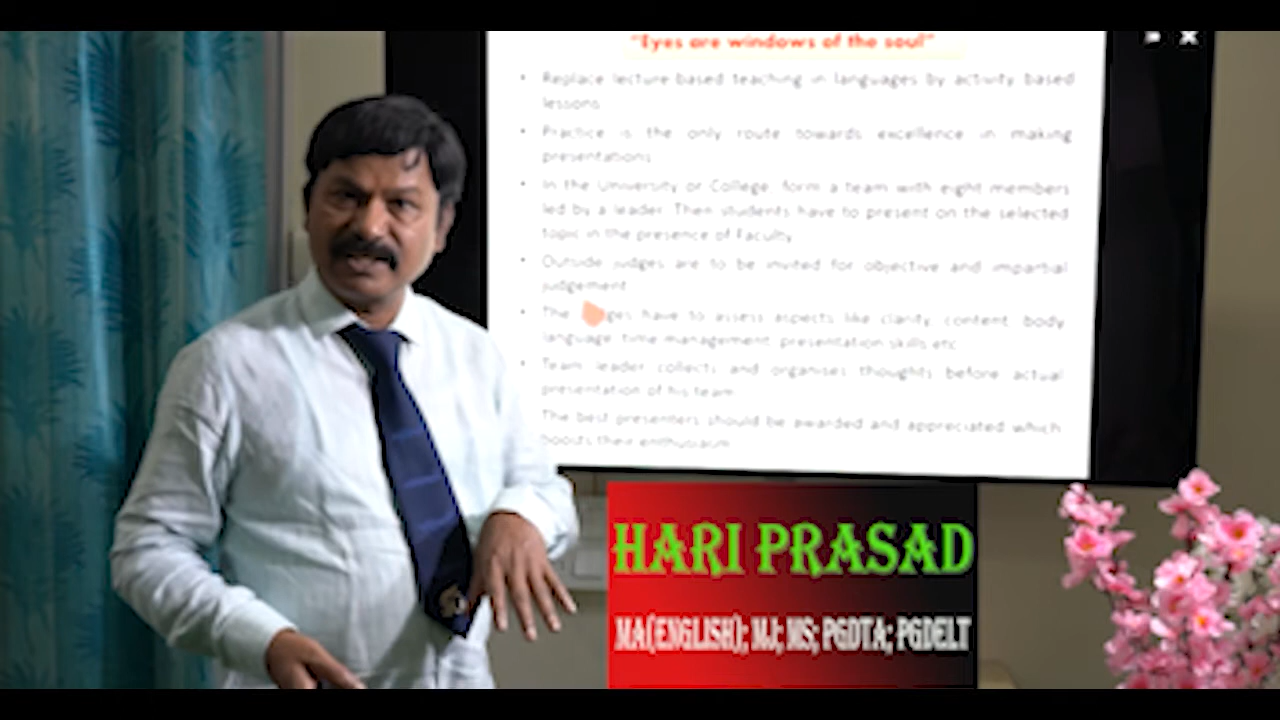 "Eyes are windows of the soul"
• Replace lecture-based teaching in languages by activity based
lessons
• Practice is the only route towards excellence in making
presentations
• In the University or College, form a team with eight members
led by a leader. Then students have to present on the selected
topic in the presence of Faculty
• Outside judges are to be invited for objective and impartial
judgement
• The ges have to assess aspects like clarity, content, body
language, time management, presentation skills etc
• Team leader collects and organises thoughts before actual
presentation of his team
The best presenters should be awarded and appreciated which
boosts their enthusiasm
HARI PRASAD
MA(ENGLISH); MJ; MS; PGDTA; PGDELT